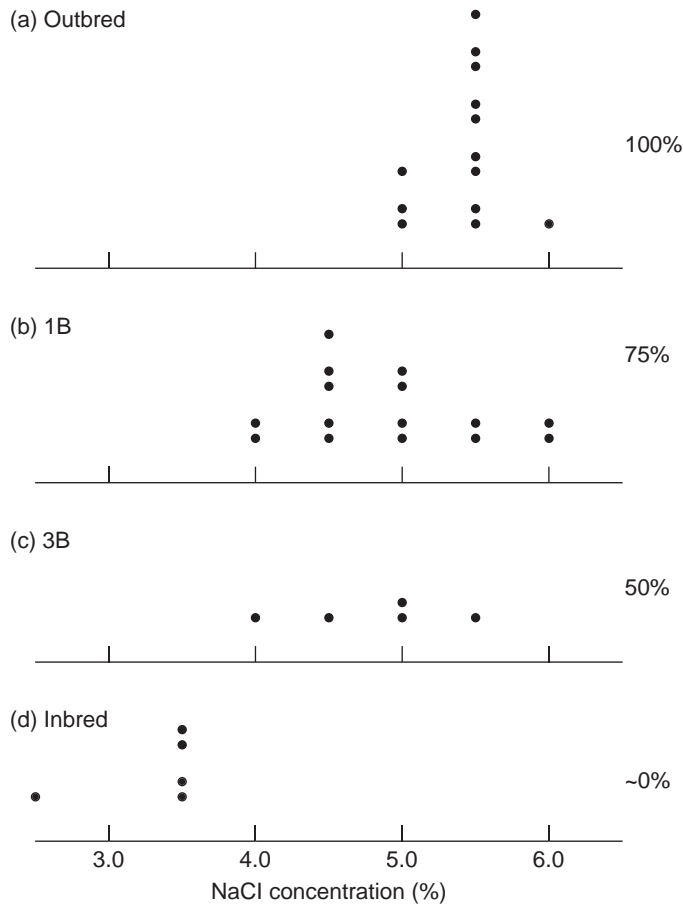 (a) Outbred
100%
(b) 1B
75%
(c) 3B
50%
(d) Inbred
~0%
3.0 4.0 5.0 6.0
NaCl concentration (%)